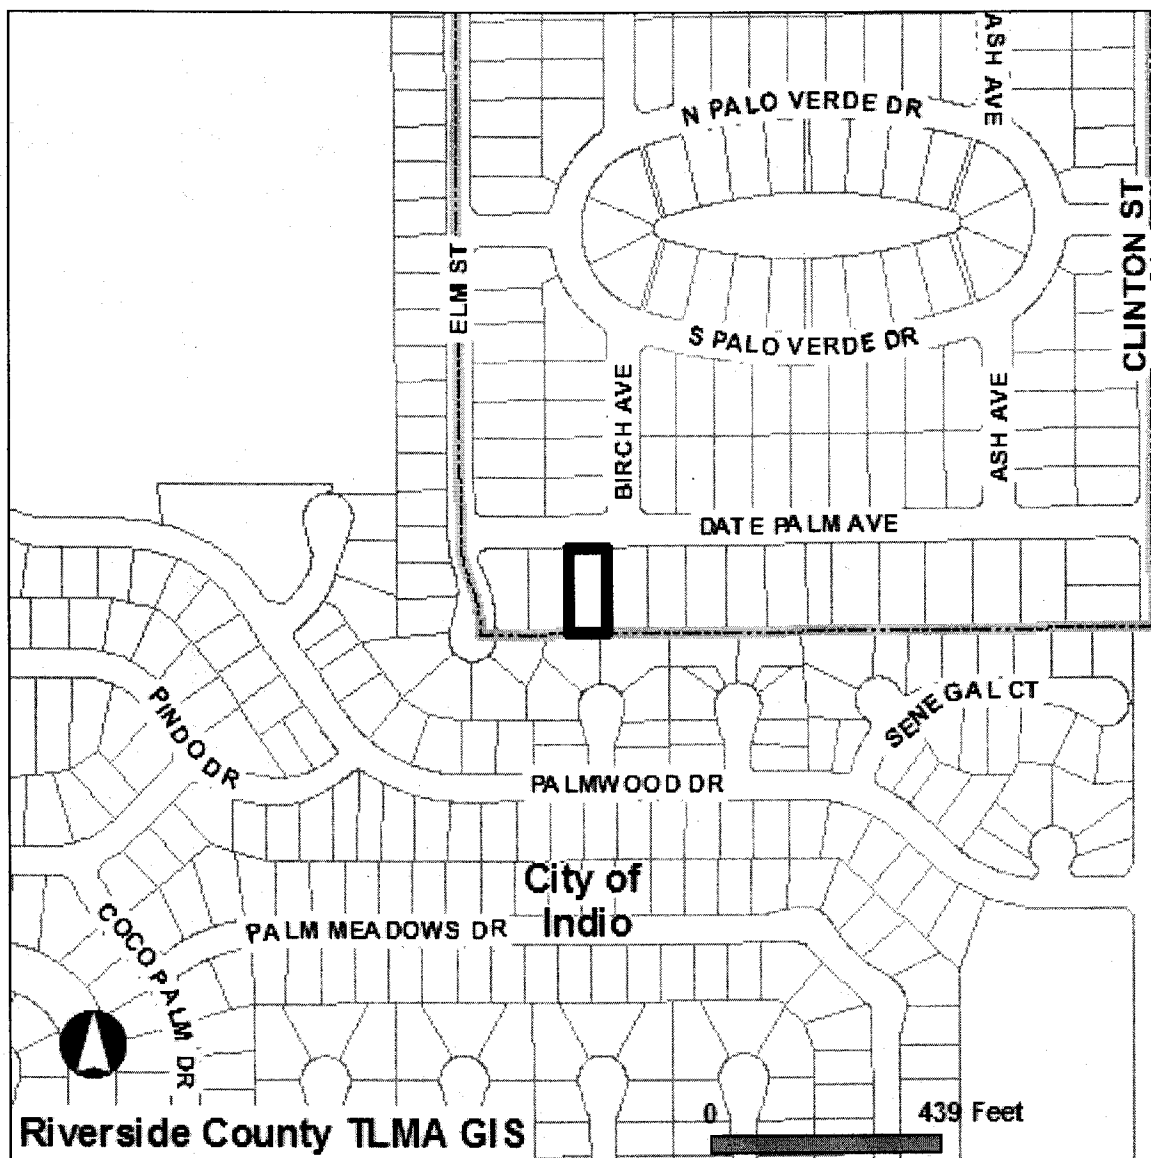 ASH AVE
N PALO VERDE DR
CLINTON ST
ELM ST
S PALO VERDE DR
BIRCH AVE
ASH AVE
DATE PALM AVE
SENEGAL CT
PINDO DR
PALMWOOD DR
City of
Indio
COCO PALM DR
PALM MEADOWS DR
0 439 Feet
Riverside County TLMA GIS